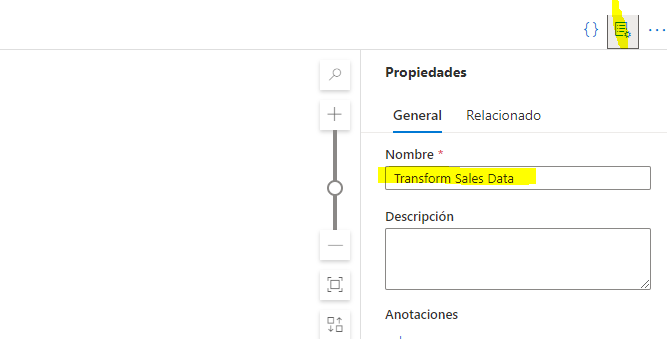 {}
Propiedades
General Relacionado
Nombre *
Transform Sales Data
Descripción
Anotaciones